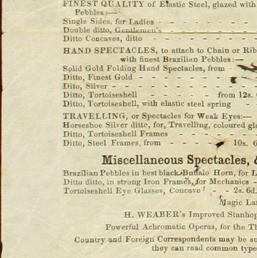 FINEST QUALITY of Elastic Steel, glazed with
Pebbles:—
Single Sides, for Ladies
Double ditto, Gentlemen's
Ditto Concaves, ditto
HAND SPECTACLES, to attach to Chain or Rib
with finest Brazilian Pebbles:—
Solid Gold Folding Hand Spectacles, from
Ditto, Finest Gold
Ditto, Silver
Ditto, Tortoiseshell - - - from 12s.
Ditto, Tortoiseshell, with elastic steel spring
TRAVELLING, or Spectacles for Weak Eyes:—
Horseshoe Silver ditto, for, Travelling, coloured gla
Ditto, Tortoiseshell Frames
Ditto, Steel Frames, from - - - 10s. 6
Miscellaneous Spectacles, &
Brazilian Pebbles in best black Buffalo Horn, for L
Ditto ditto, in strong Iron Frames, for Mechanics -
Tortoiseshell Eye Glasses, Concave - - 2s. 6d.
Magic Lan
H. WEABER's Improved Stanhop
Powerful Achromatic Operas, for the Th
Country and Foreign Correspondents may be su
they can read common type